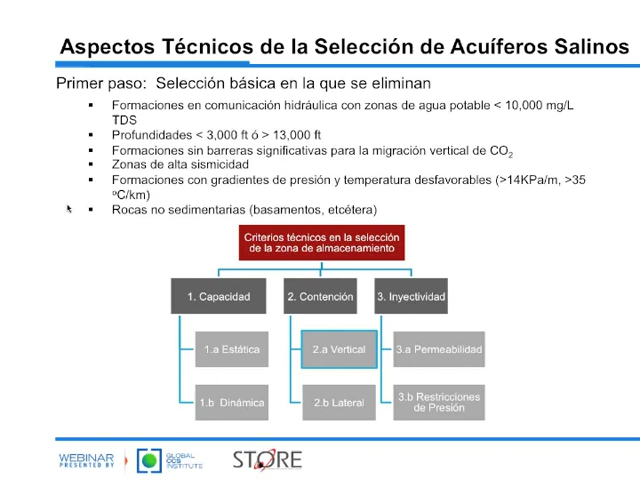 Aspectos Técnicos de la Selección de Acuíferos Salinos
Primer paso: Selección básica en la que se eliminan
▪ Formaciones en comunicación hidráulica con zonas de agua potable < 10,000 mg/L
TDS
▪ Profundidades < 3,000 ft ó > 13,000 ft
▪ Formaciones sin barreras significativas para la migración vertical de CO2
▪ Zonas de alta sismicidad
▪ Formaciones con gradientes de presión y temperatura desfavorables (>14KPa/m, >35
ºC/km)
▪ Rocas no sedimentarias (basamentos, etcétera)
Criterios técnicos en la selección
de la zona de almacenamiento
1. Capacidad
2. Contención
3. Inyectividad
1.a Estática
2.a Vertical
3.a Permeabilidad
1.b Dinámica
2.b Lateral
3.b Restricciones
de Presión
WEBINAR
PRESENTED BY
GLOBAL
CCS
INSTITUTE
STORE